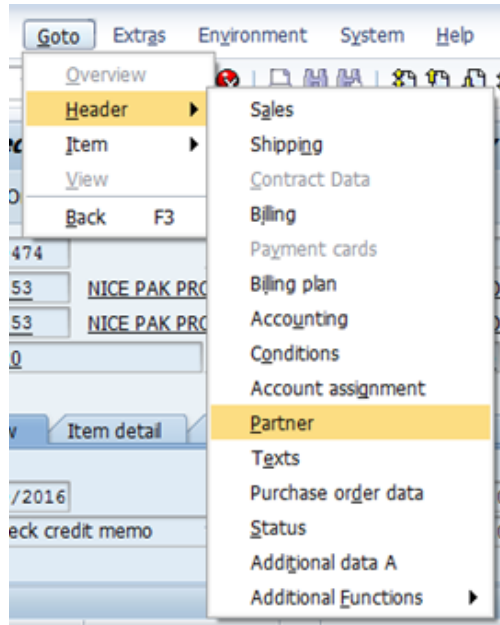 Goto Extras Environment System Help
Overview
Header
Item
View
Back F3
Sales
Shipping
Contract Data
Billing
Payment cards
Billing plan
Accounting
Conditions
Account assignment
Partner
Texts
Purchase order data
Status
Additional data A
Additional Functions
474
53 NICE PAK PRO
53 NICE PAK PRO
0
Item detail
/2016
eck credit memo